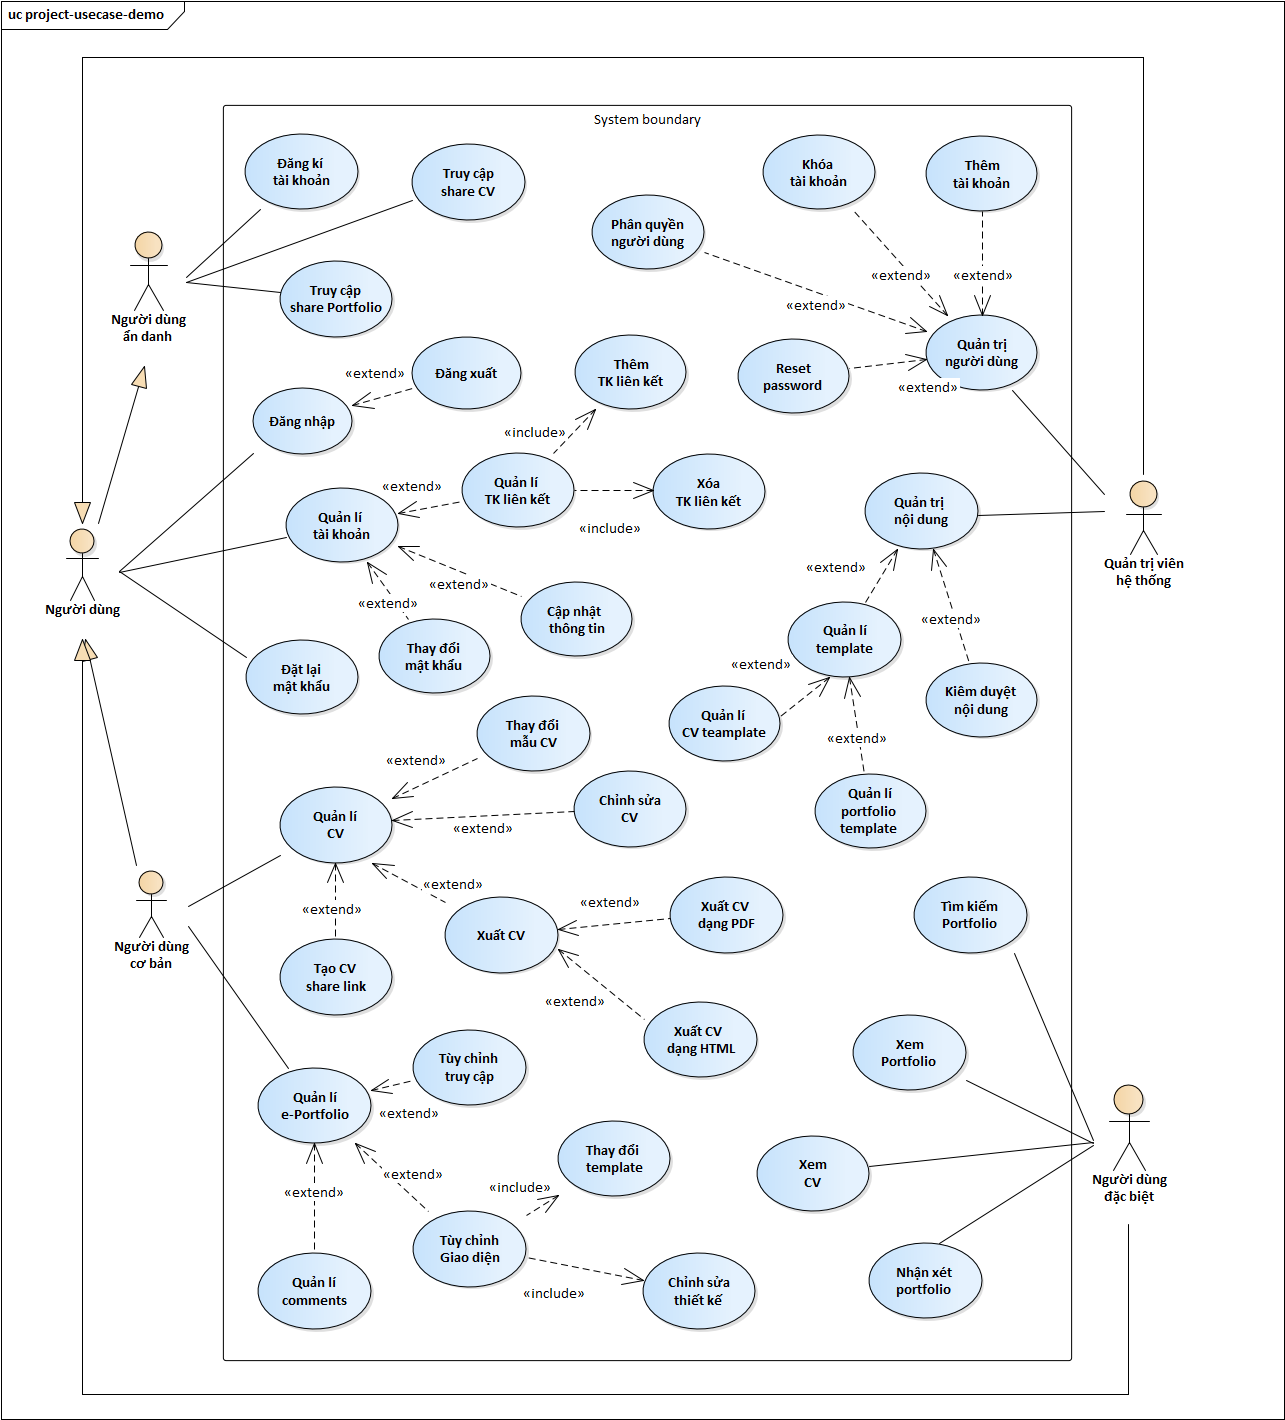 uc project-usecase-demo
System boundary
Đăng kí
tài khoản
Truy cập
share CV
Khóa
tài khoản
Thêm
tài khoản
Phân quyền
người dùng
Người dùng
ẩn danh
Truy cập
share Portfolio
«extend»
«extend»
«extend»
Quản trị
người dùng
Đăng xuất
«extend»
Thêm
TK liên kết
Reset
password
«extend»
Đăng nhập
«include»
Quản lí
TK liên kết
«extend»
Xóa
TK liên kết
«include»
Quản lí
tài khoản
Quản trị
nội dung
Quản trị viên
hệ thống
Người dùng
«extend»
«extend»
Cập nhật
thông tin
Thay đổi
mật khẩu
Đặt lại
mật khẩu
«extend»
«extend»
Quản lí
template
«extend»
Kiêm duyệt
nội dung
Quản lí
CV teamplate
«extend»
Quản lí
portfolio
template
Thay đổi
mẫu CV
«extend»
Chỉnh sửa
CV
«extend»
Quản lí
CV
«extend»
«extend»
Người dùng
cơ bản
Xuất CV
«extend»
Xuất CV
dạng PDF
Tìm kiếm
Portfolio
Tạo CV
share link
«extend»
Xuất CV
dạng HTML
Xem
Portfolio
Tùy chỉnh
truy cập
Quản lí
e-Portfolio
«extend»
Thay đổi
template
«extend»
«include»
«extend»
Xem
CV
Người dùng
đặc biệt
Tùy chỉnh
Giao diện
Quản lí
comments
«include»
Chỉnh sửa
thiết kế
Nhận xét
portfolio